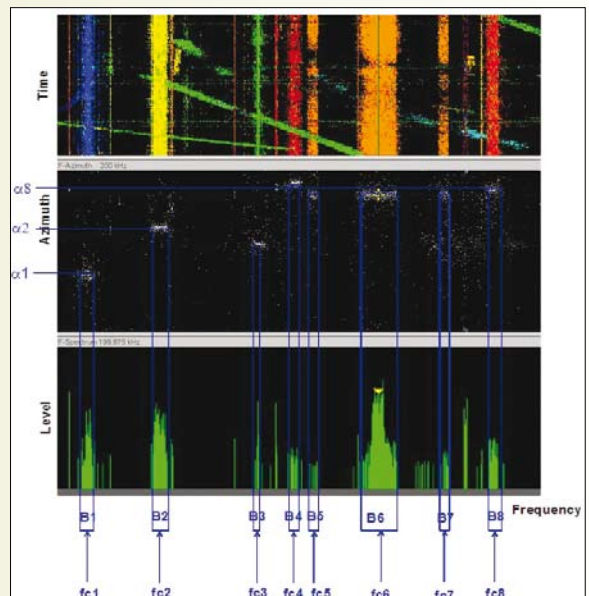 Time
F-Azimuth - 200 kHz
α8
α2
α1
Azimuth
F-Spectrum 199.875 kHz
Level
Frequency
B1 B2 B3 B4 B5 B6 B7 B8
fc1 fc2 fc3 fc4 fc5 fc6 fc7 fc8